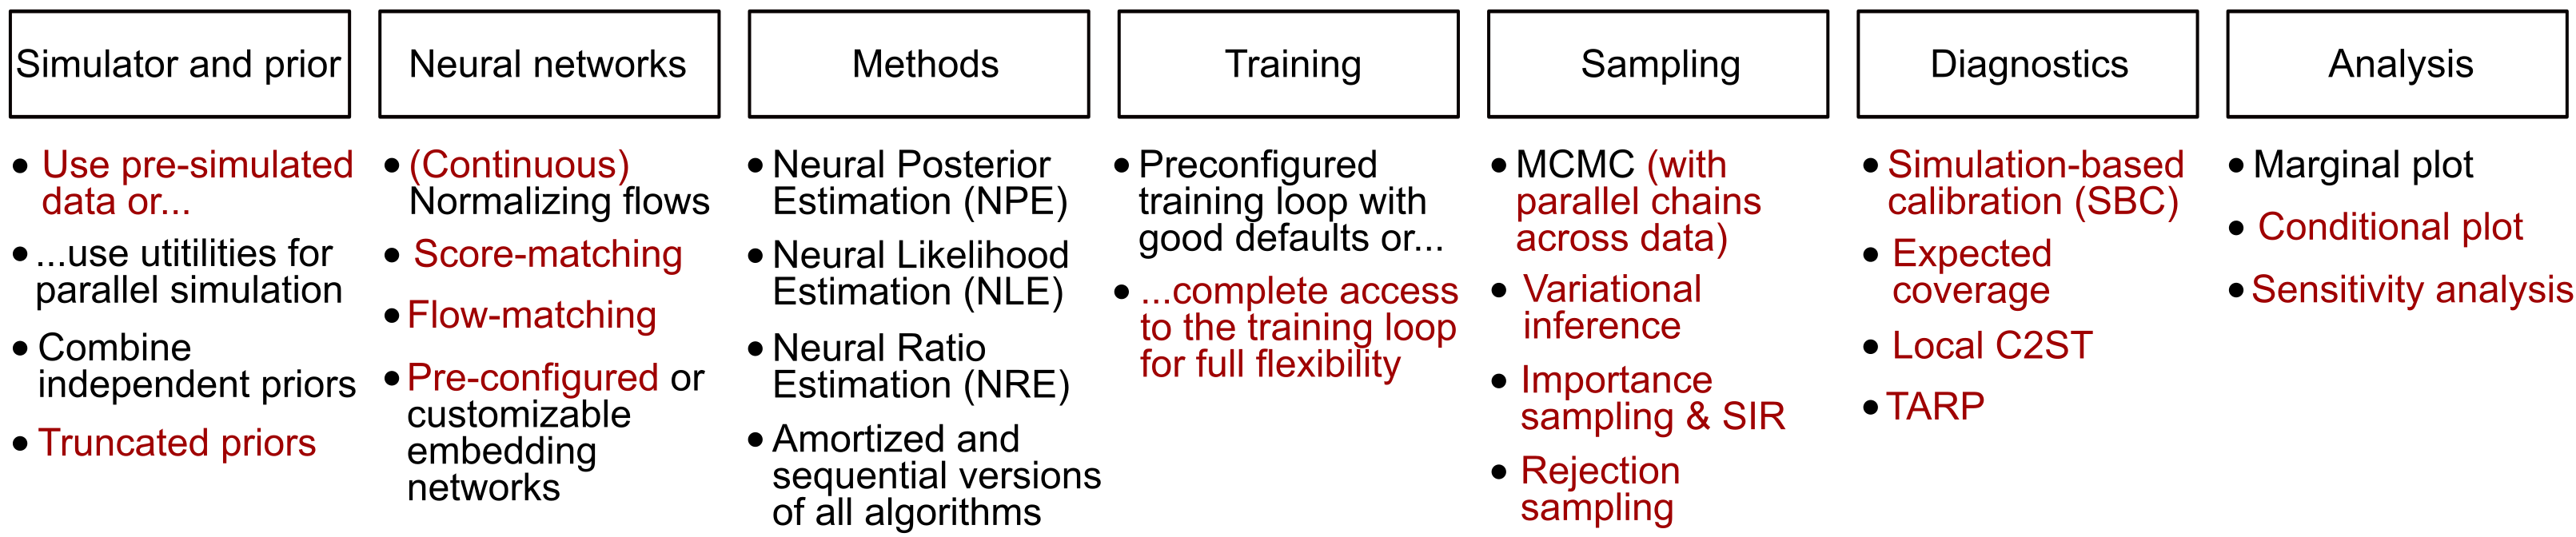 Simulator and prior
• Use pre-simulated
data or...
• ...use utitilities for
parallel simulation
• Combine
independent priors
• Truncated priors
Neural networks
• (Continuous)
Normalizing flows
• Score-matching
• Flow-matching
• Pre-configured or
customizable
embedding
networks
Methods
• Neural Posterior
Estimation (NPE)
• Neural Likelihood
Estimation (NLE)
• Neural Ratio
Estimation (NRE)
• Amortized and
sequential versions
of all algorithms
Training
• Preconfigured
training loop with
good defaults or...
• ...complete access
to the training loop
for full flexibility
Sampling
• MCMC (with
parallel chains
across data)
• Variational
inference
• Importance
sampling & SIR
• Rejection
sampling
Diagnostics
• Simulation-based
calibration (SBC)
• Expected
coverage
• Local C2ST
• TARP
Analysis
• Marginal plot
• Conditional plot
• Sensitivity analysis